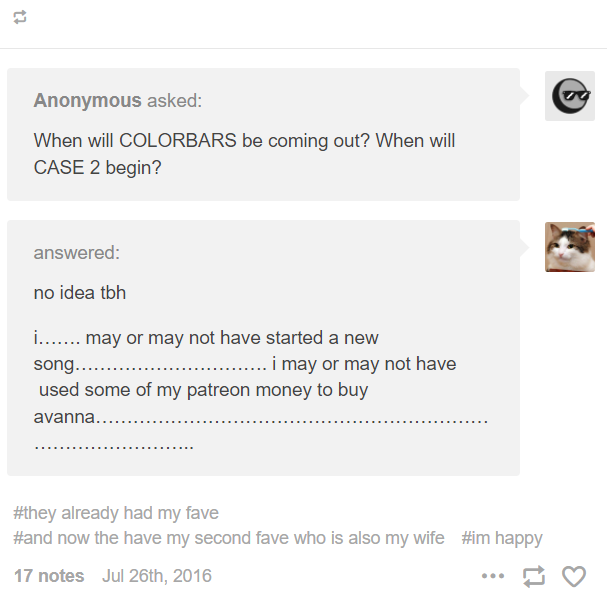 Anonymous asked:
When will COLORBARS be coming out? When will
CASE 2 begin?
answered:
no idea tbh
i……. may or may not have started a new
song…………………………. i may or may not have
used some of my patreon money to buy
avanna……………………………………………………
……………………..
#they already had my fave
#and now the have my second fave who is also my wife #im happy
17 notes Jul 26th, 2016